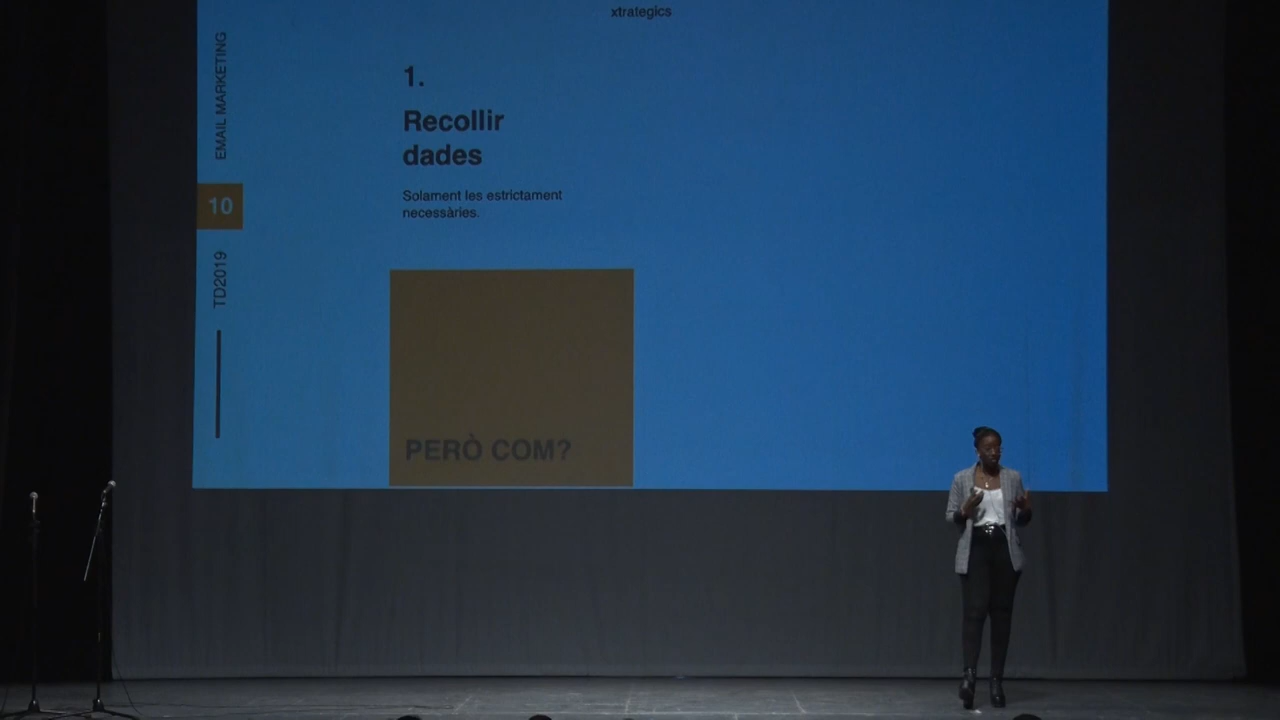 xtrategics
EMAIL MARKETING
10
TD2019
1.
Recollir
dades
Solament les estrictament
necessàries.
PERÒ COM?